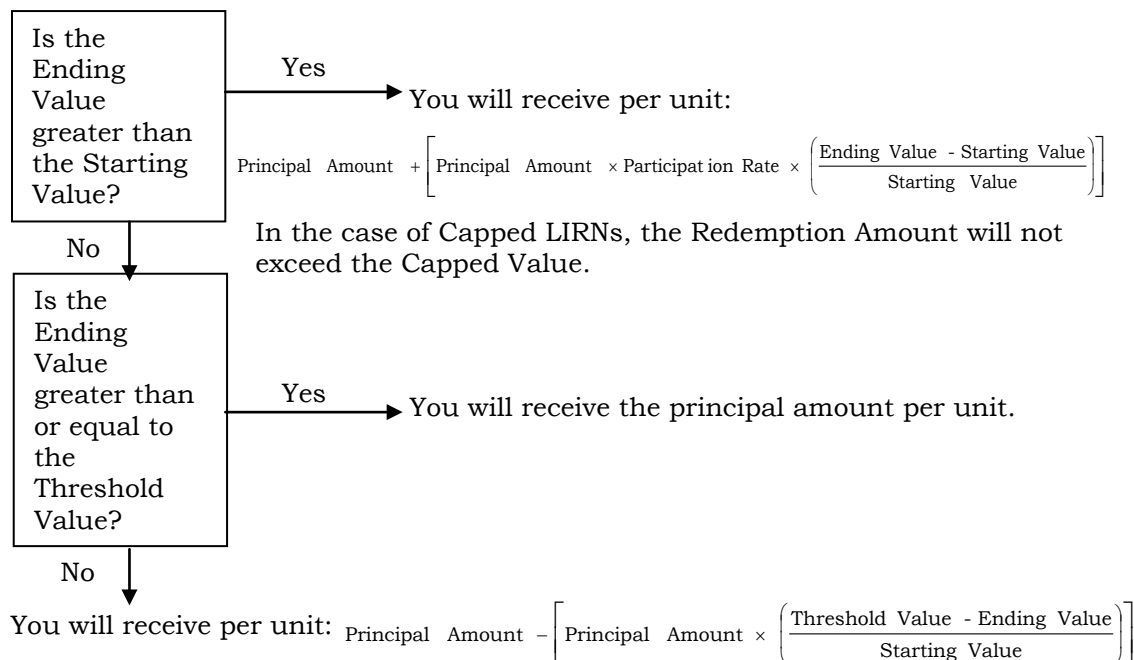 Is the
Ending
Value
greater than
the Starting
Value?
Yes
You will receive per unit:
Principal Amount + [Principal Amount × Participat ion Rate × (Ending Value - Starting Value / Starting Value)]
In the case of Capped LIRNs, the Redemption Amount will not
exceed the Capped Value.
No
Is the
Ending
Value
greater than
or equal to
the
Threshold
Value?
Yes
You will receive the principal amount per unit.
No
You will receive per unit: Principal Amount − [Principal Amount × (Threshold Value - Ending Value / Starting Value)]